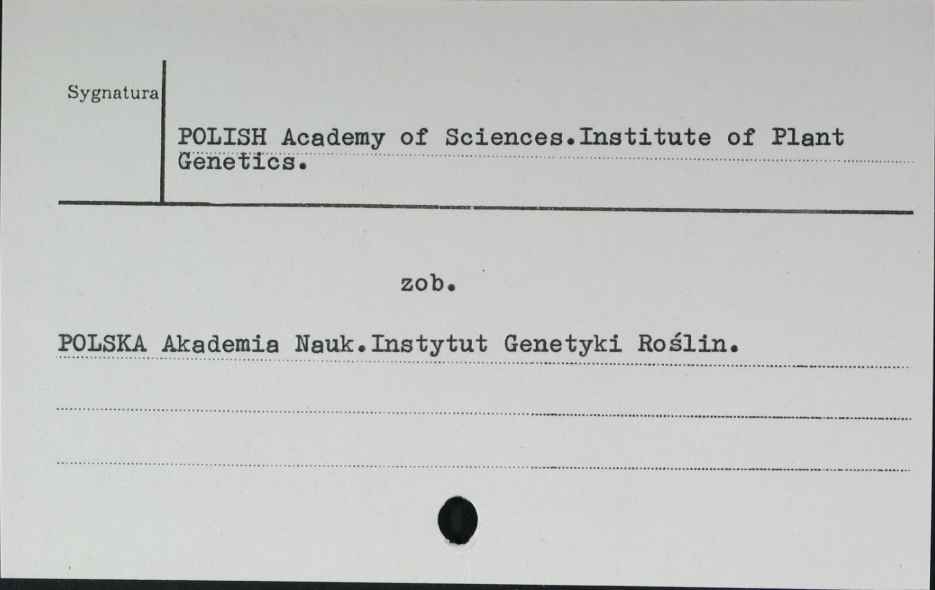 Sygnatura
POLISH Academy of Sciences.Institute of Plant
Genetics.
zob.
POLSKA Akademia Nauk.Instytut Genetyki Roślin.